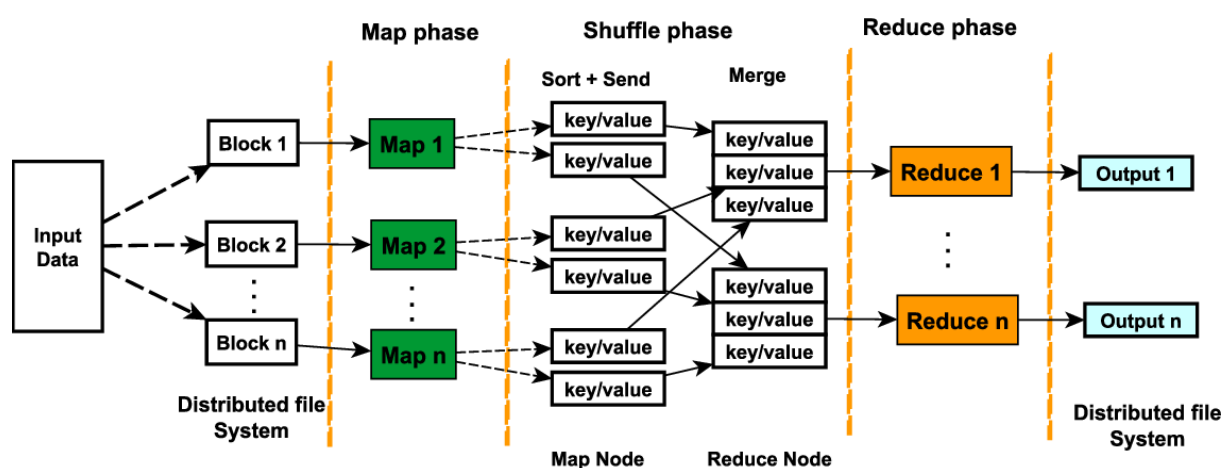 Map phase
Shuffle phase
Reduce phase
Sort + Send
Merge
Input
Data
Block 1
Block 2
Block n
Distributed file
System
Map 1
Map 2
Map n
key/value
key/value
key/value
key/value
key/value
key/value
Map Node
key/value
key/value
key/value
key/value
key/value
key/value
Reduce Node
Reduce 1
Reduce n
Output 1
Output n
Distributed file
System